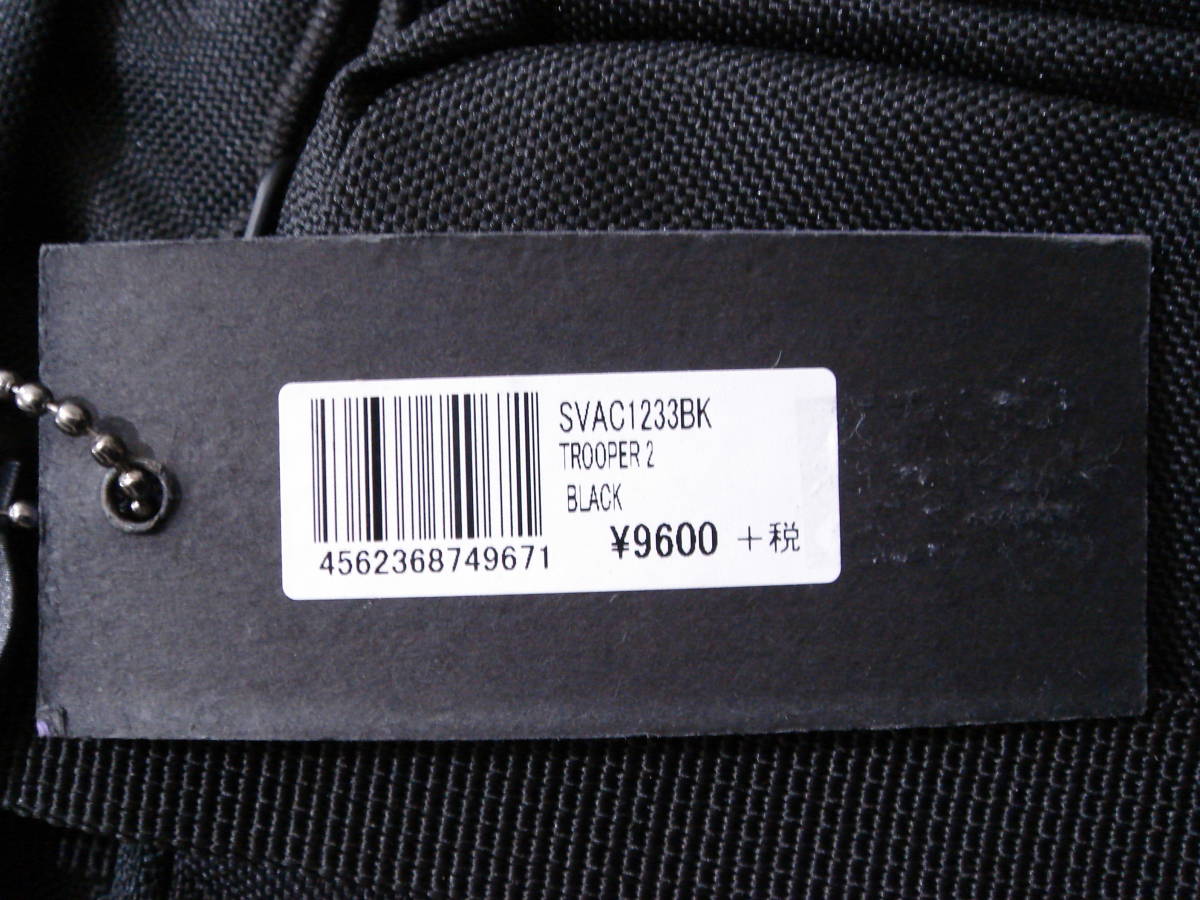 SVAC1233BK
TROOPER 2
BLACK
¥9600 +税
4562368749671